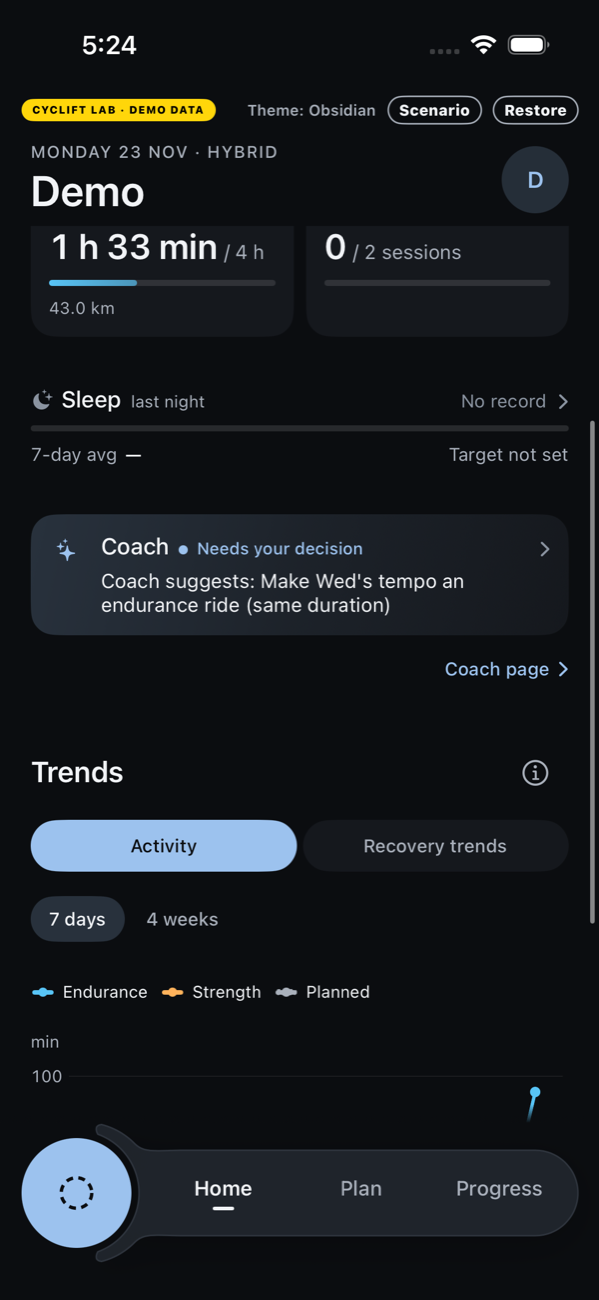 5:24
CYCLIFT LAB · DEMO DATA
Theme: Obsidian
Scenario
Restore
MONDAY 23 NOV · HYBRID
Demo
D
1 h 33 min / 4 h
43.0 km
0 / 2 sessions
Sleep last night
No record
7-day avg —
Target not set
Coach • Needs your decision
Coach suggests: Make Wed's tempo an
endurance ride (same duration)
Coach page
Trends
Activity
Recovery trends
7 days
4 weeks
Endurance
Strength
Planned
min
100
Home
Plan
Progress